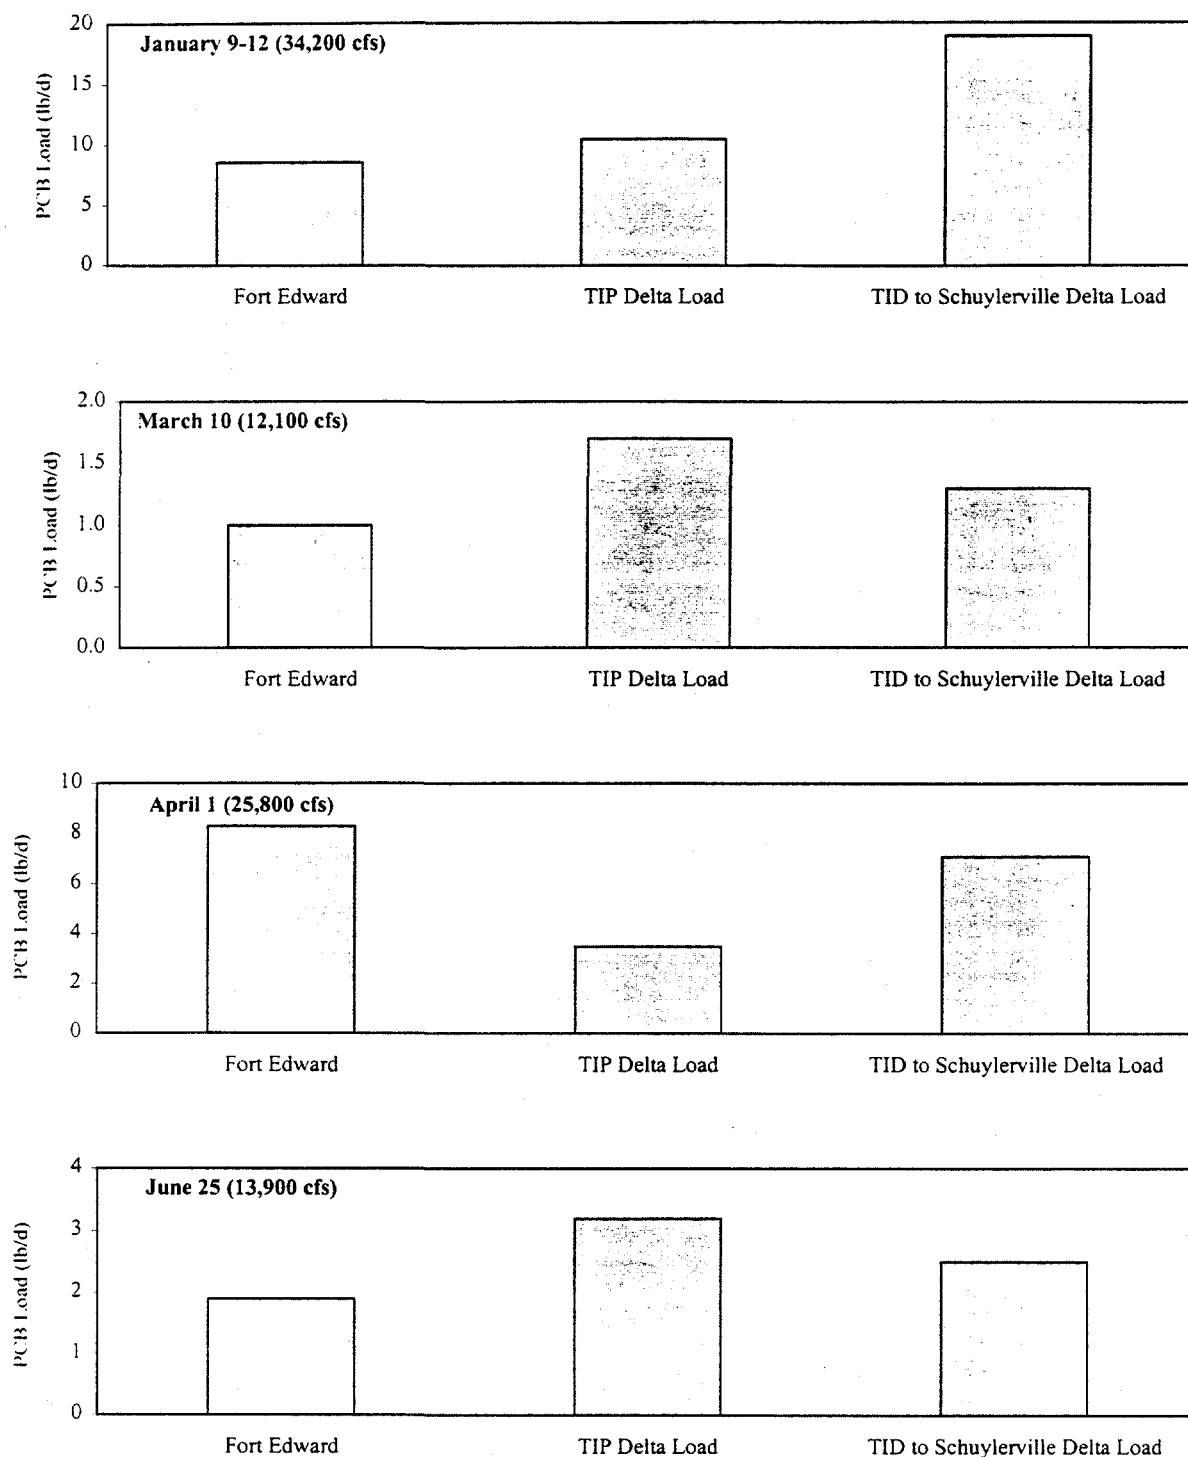 January 9-12 (34,200 cfs)
PCB Load (lb/d)
20
15
10
5
0
Fort Edward TIP Delta Load TID to Schuylerville Delta Load
March 10 (12,100 cfs)
PCB Load (lb/d)
2.0
1.5
1.0
0.5
0.0
Fort Edward TIP Delta Load TID to Schuylerville Delta Load
April 1 (25,800 cfs)
PCB Load (lb/d)
10
8
6
4
2
0
Fort Edward TIP Delta Load TID to Schuylerville Delta Load
June 25 (13,900 cfs)
PCB Load (lb/d)
4
3
2
1
0
Fort Edward TIP Delta Load TID to Schuylerville Delta Load